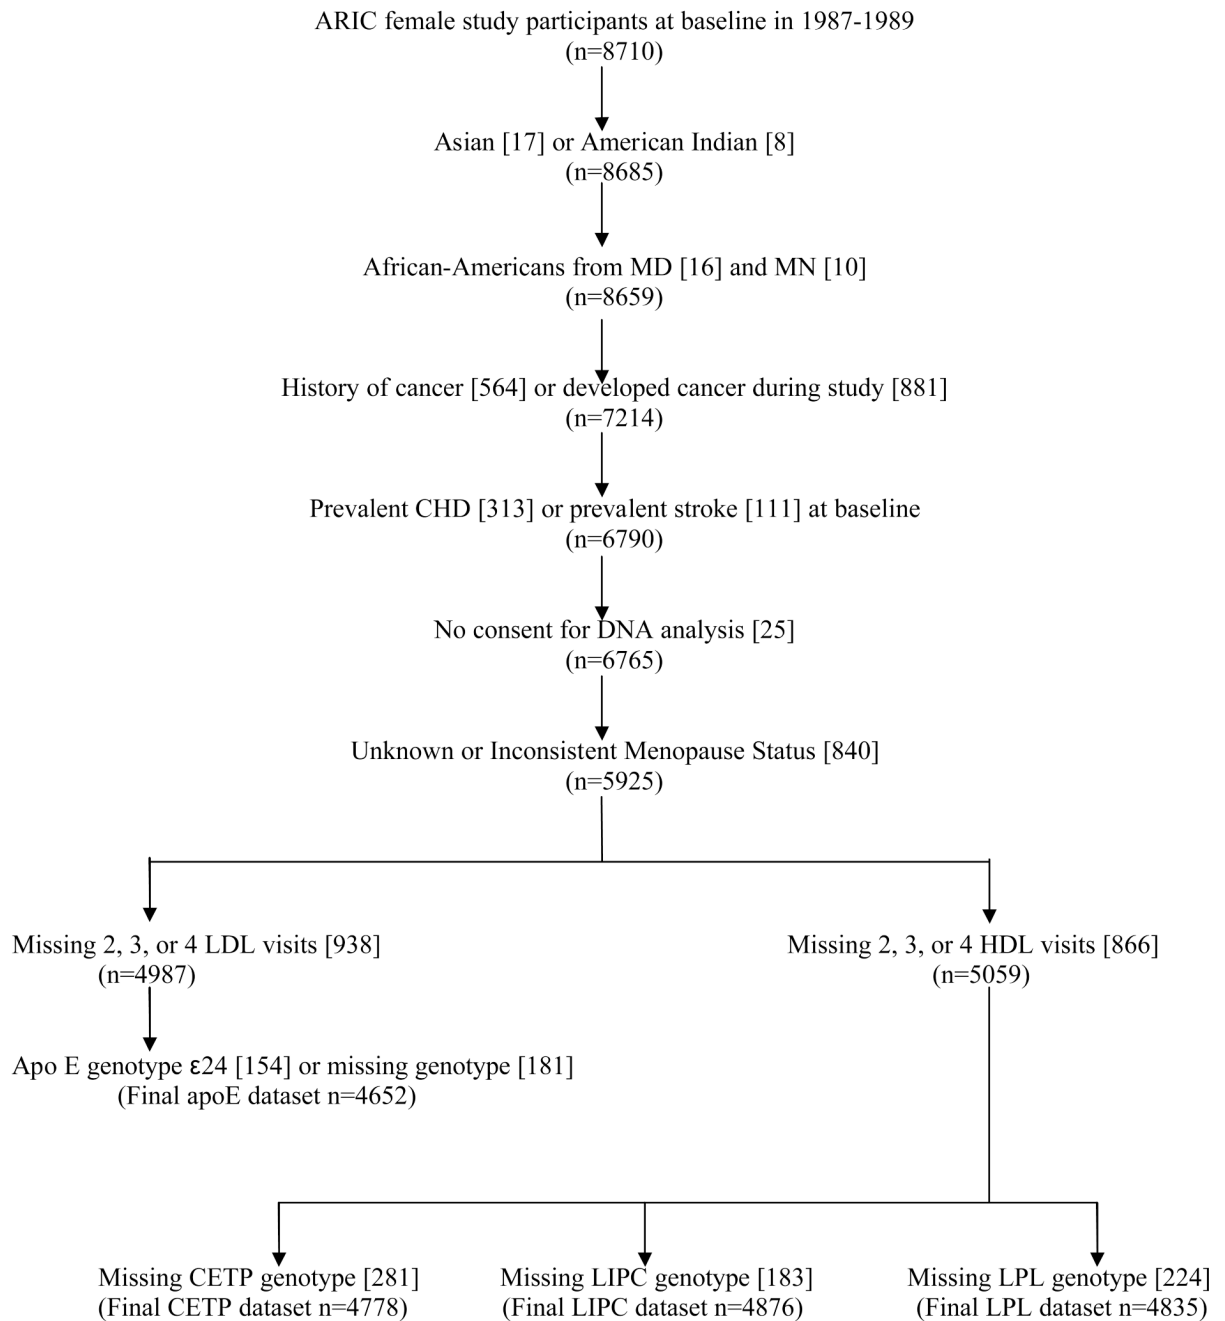 ARIC female study participants at baseline in 1987-1989
(n=8710)
Asian [17] or American Indian [8]
(n=8685)
African-Americans from MD [16] and MN [10]
(n=8659)
History of cancer [564] or developed cancer during study [881]
(n=7214)
Prevalent CHD [313] or prevalent stroke [111] at baseline
(n=6790)
No consent for DNA analysis [25]
(n=6765)
Unknown or Inconsistent Menopause Status [840]
(n=5925)
Missing 2, 3, or 4 LDL visits [938]
(n=4987)
Missing 2, 3, or 4 HDL visits [866]
(n=5059)
Apo E genotype ε24 [154] or missing genotype [181]
(Final apoE dataset n=4652)
Missing CETP genotype [281]
(Final CETP dataset n=4778)
Missing LIPC genotype [183]
(Final LIPC dataset n=4876)
Missing LPL genotype [224]
(Final LPL dataset n=4835)